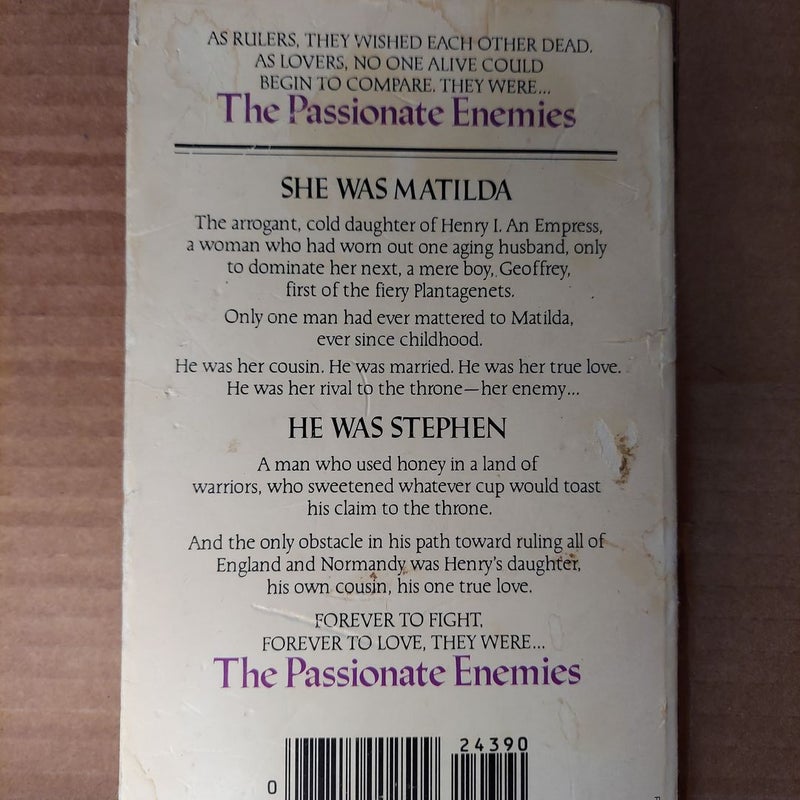 AS RULERS, THEY WISHED EACH OTHER DEAD.
AS LOVERS, NO ONE ALIVE COULD
BEGIN TO COMPARE. THEY WERE...
The Passionate Enemies
SHE WAS MATILDA
The arrogant, cold daughter of Henry I. An Empress,
a woman who had worn out one aging husband, only
to dominate her next, a mere boy, Geoffrey,
first of the fiery Plantagenets.
Only one man had ever mattered to Matilda,
ever since childhood.
He was her cousin. He was married. He was her true love.
He was her rival to the throne—her enemy...
HE WAS STEPHEN
A man who used honey in a land of
warriors, who sweetened whatever cup would toast
his claim to the throne.
And the only obstacle in his path toward ruling all of
England and Normandy was Henry's daughter,
his own cousin, his one true love.
FOREVER TO FIGHT,
FOREVER TO LOVE, THEY WERE...
The Passionate Enemies
24390
0